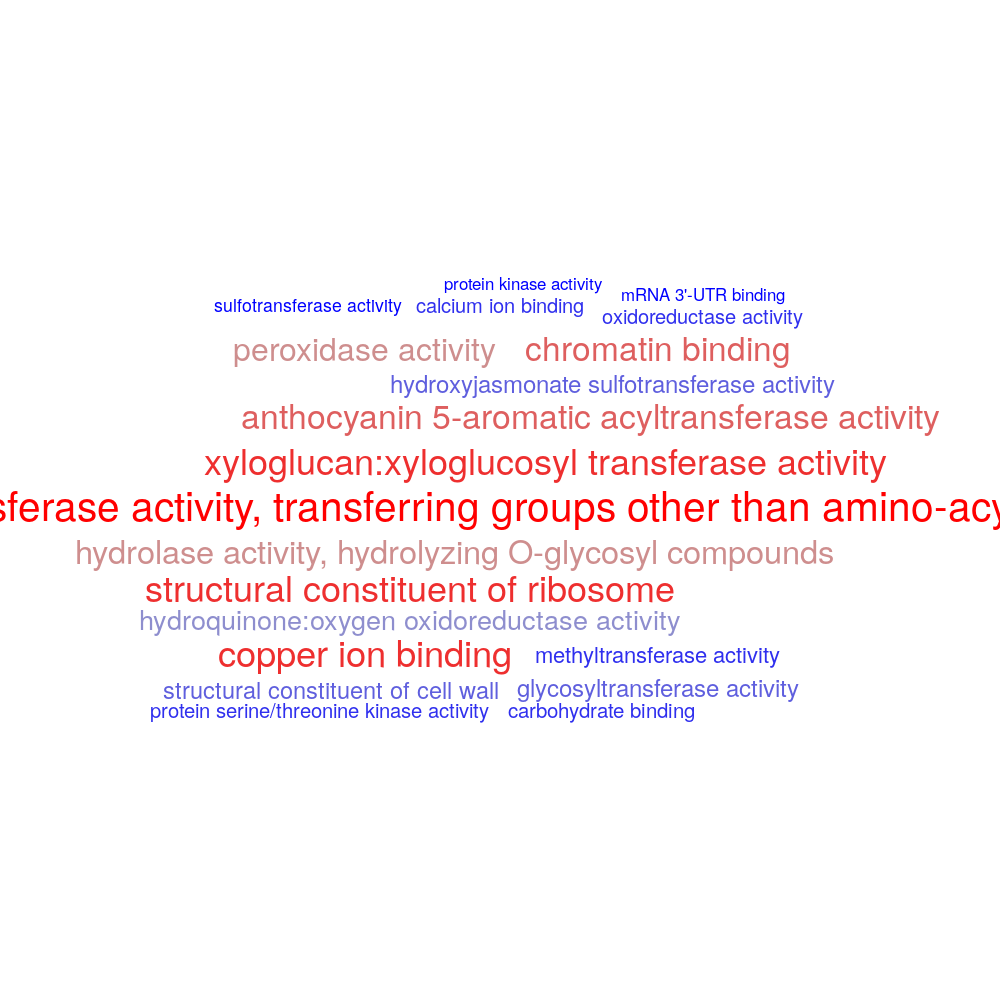 protein kinase activity
sulfotransferase activity calcium ion binding mRNA 3'-UTR binding
oxidoreductase activity
peroxidase activity chromatin binding
hydroxyjasmonate sulfotransferase activity
anthocyanin 5-aromatic acyltransferase activity
xyloglucan:xyloglucosyl transferase activity
sferase activity, transferring groups other than amino-acy
hydrolase activity, hydrolyzing O-glycosyl compounds
structural constituent of ribosome
hydroquinone:oxygen oxidoreductase activity
copper ion binding methyltransferase activity
structural constituent of cell wall glycosyltransferase activity
protein serine/threonine kinase activity carbohydrate binding